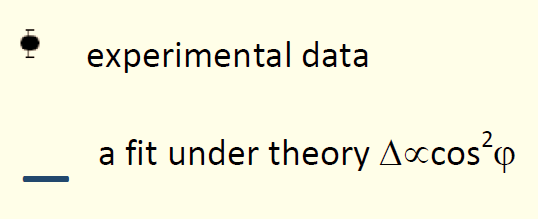 experimental data
a fit under theory Δ∝cos²φ